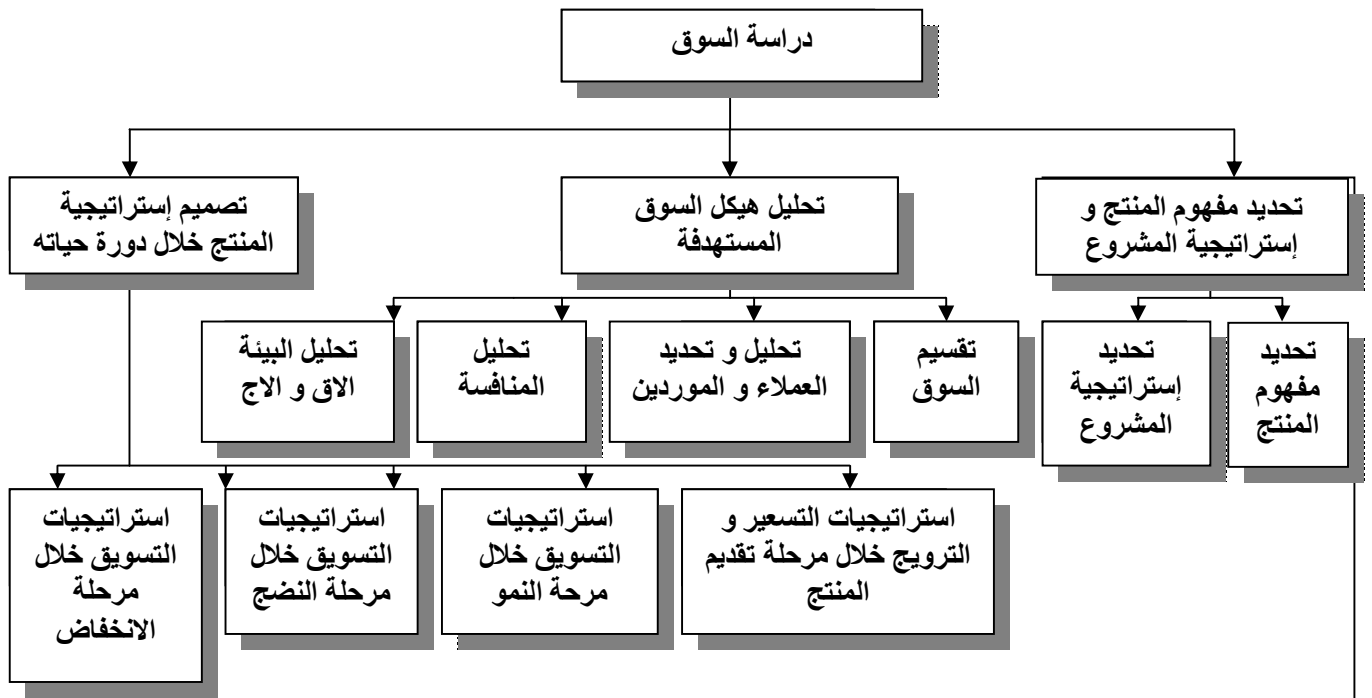 دراسة السوق
تحديد مفهوم المنتج و
إستراتيجية المشروع
تحليل هيكل السوق
المستهدفة
تصميم إستراتيجية
المنتج خلال دورة حياته
تحديد
مفهوم
المنتج
تحديد
إستراتيجية
المشروع
تقسيم
السوق
تحليل و تحديد
العملاء و الموردين
تحليل
المنافسة
تحليل البيئة
الاق و الاج
استراتيجيات التسعير و
الترويج خلال مرحلة تقديم
المنتج
استراتيجيات
التسويق خلال
مرحة النمو
استراتيجيات
التسويق خلال
مرحلة النضج
استراتيجيات
التسويق خلال
مرحلة
الانخفاض